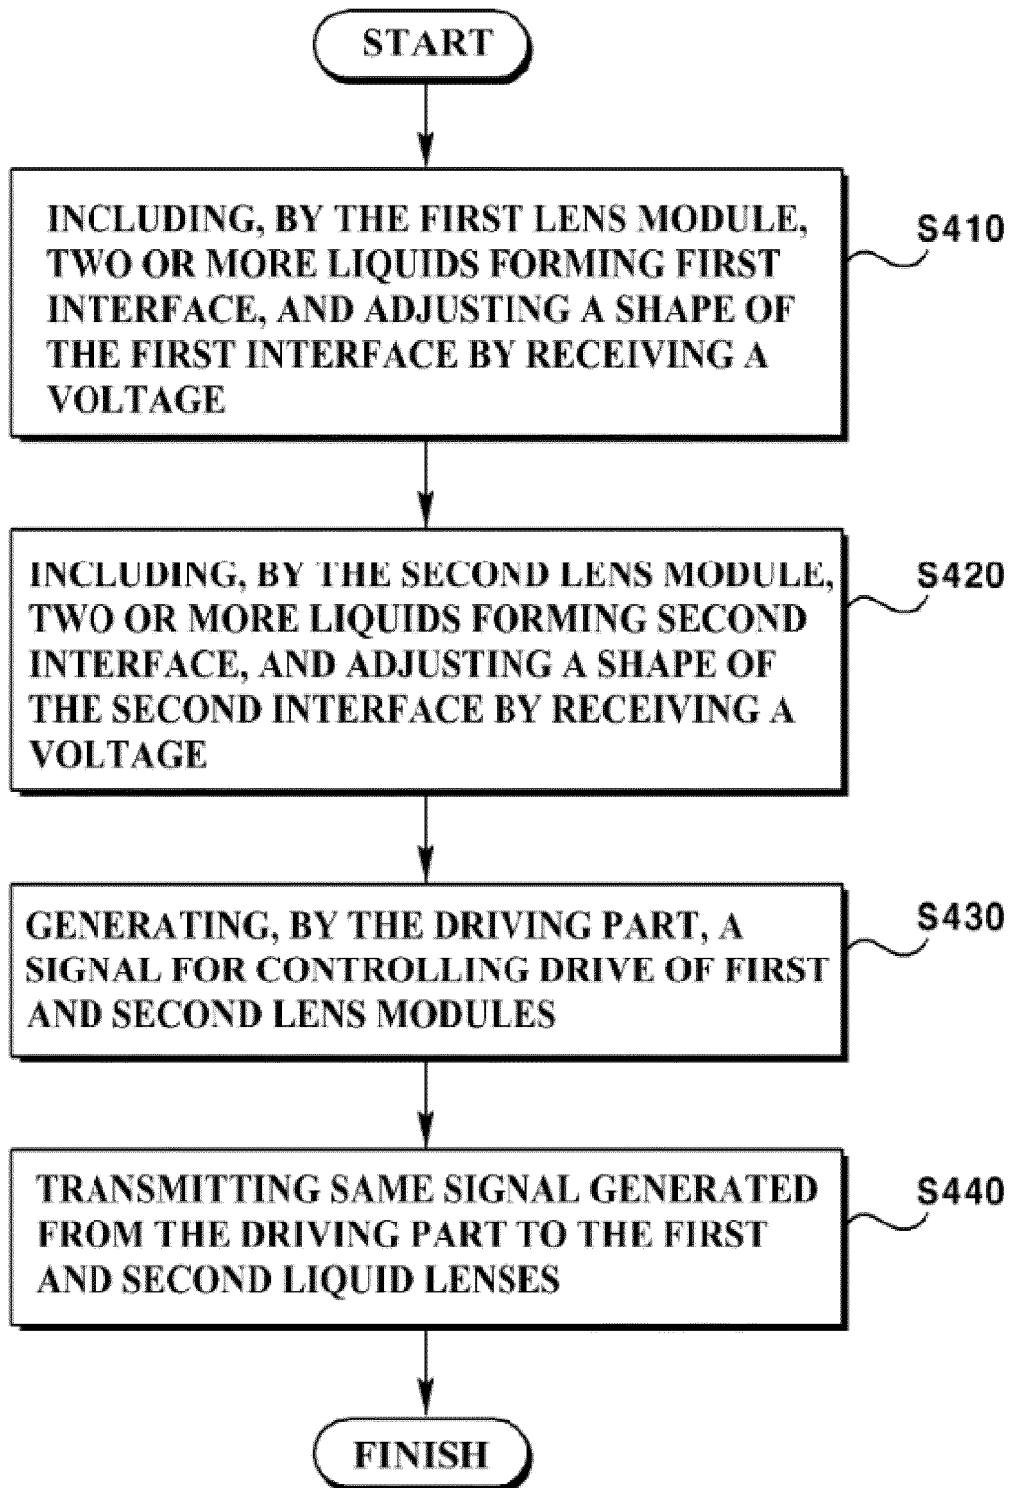 START
INCLUDING, BY THE FIRST LENS MODULE,
TWO OR MORE LIQUIDS FORMING FIRST
INTERFACE, AND ADJUSTING A SHAPE OF
THE FIRST INTERFACE BY RECEIVING A
VOLTAGE
S410
INCLUDING, BY THE SECOND LENS MODULE,
TWO OR MORE LIQUIDS FORMING SECOND
INTERFACE, AND ADJUSTING A SHAPE OF
THE SECOND INTERFACE BY RECEIVING A
VOLTAGE
S420
GENERATING, BY THE DRIVING PART, A
SIGNAL FOR CONTROLLING DRIVE OF FIRST
AND SECOND LENS MODULES
S430
TRANSMITTING SAME SIGNAL GENERATED
FROM THE DRIVING PART TO THE FIRST
AND SECOND LIQUID LENSES
S440
FINISH